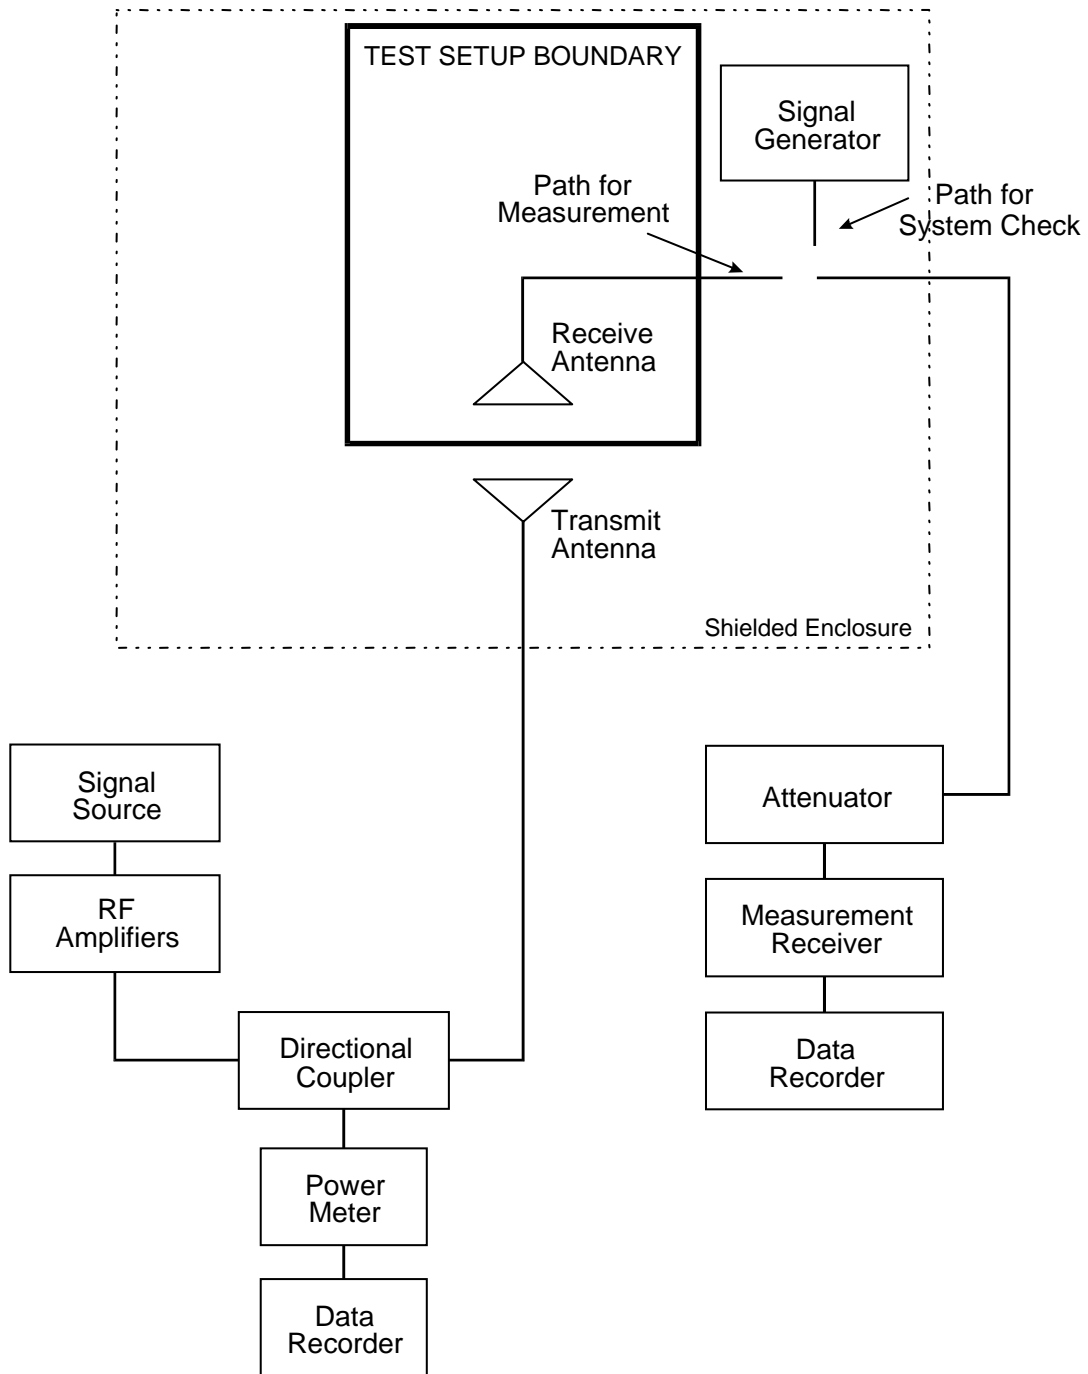 TEST SETUP BOUNDARY
Signal
Generator
Path for
Measurement
Path for
System Check
Receive
Antenna
Transmit
Antenna
Shielded Enclosure
Signal
Source
RF
Amplifiers
Directional
Coupler
Power
Meter
Data
Recorder
Attenuator
Measurement
Receiver
Data
Recorder